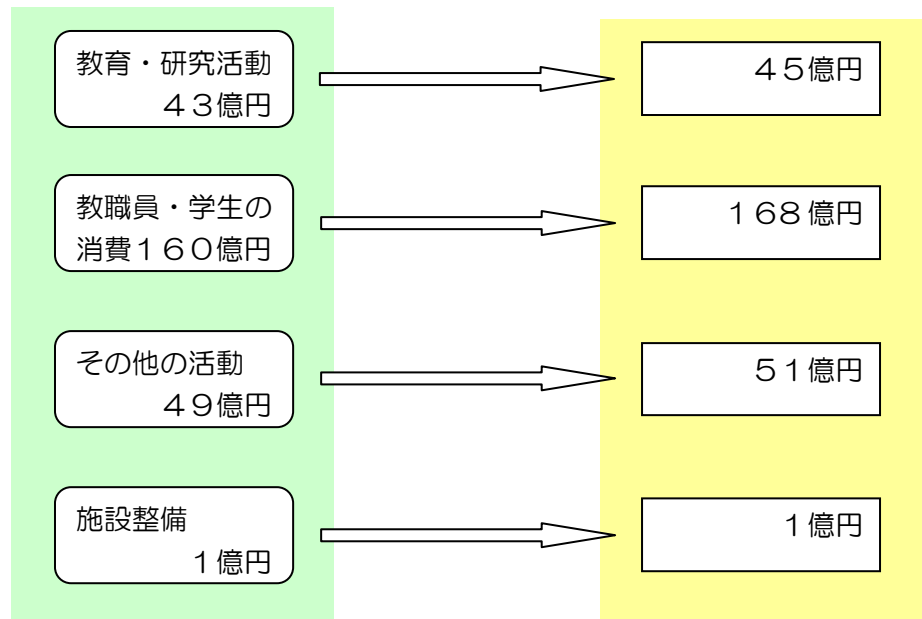 教育・研究活動
４３億円
４５億円
教職員・学生の
消費１６０億円
１６８億円
その他の活動
４９億円
５１億円
施設整備
１億円
１億円